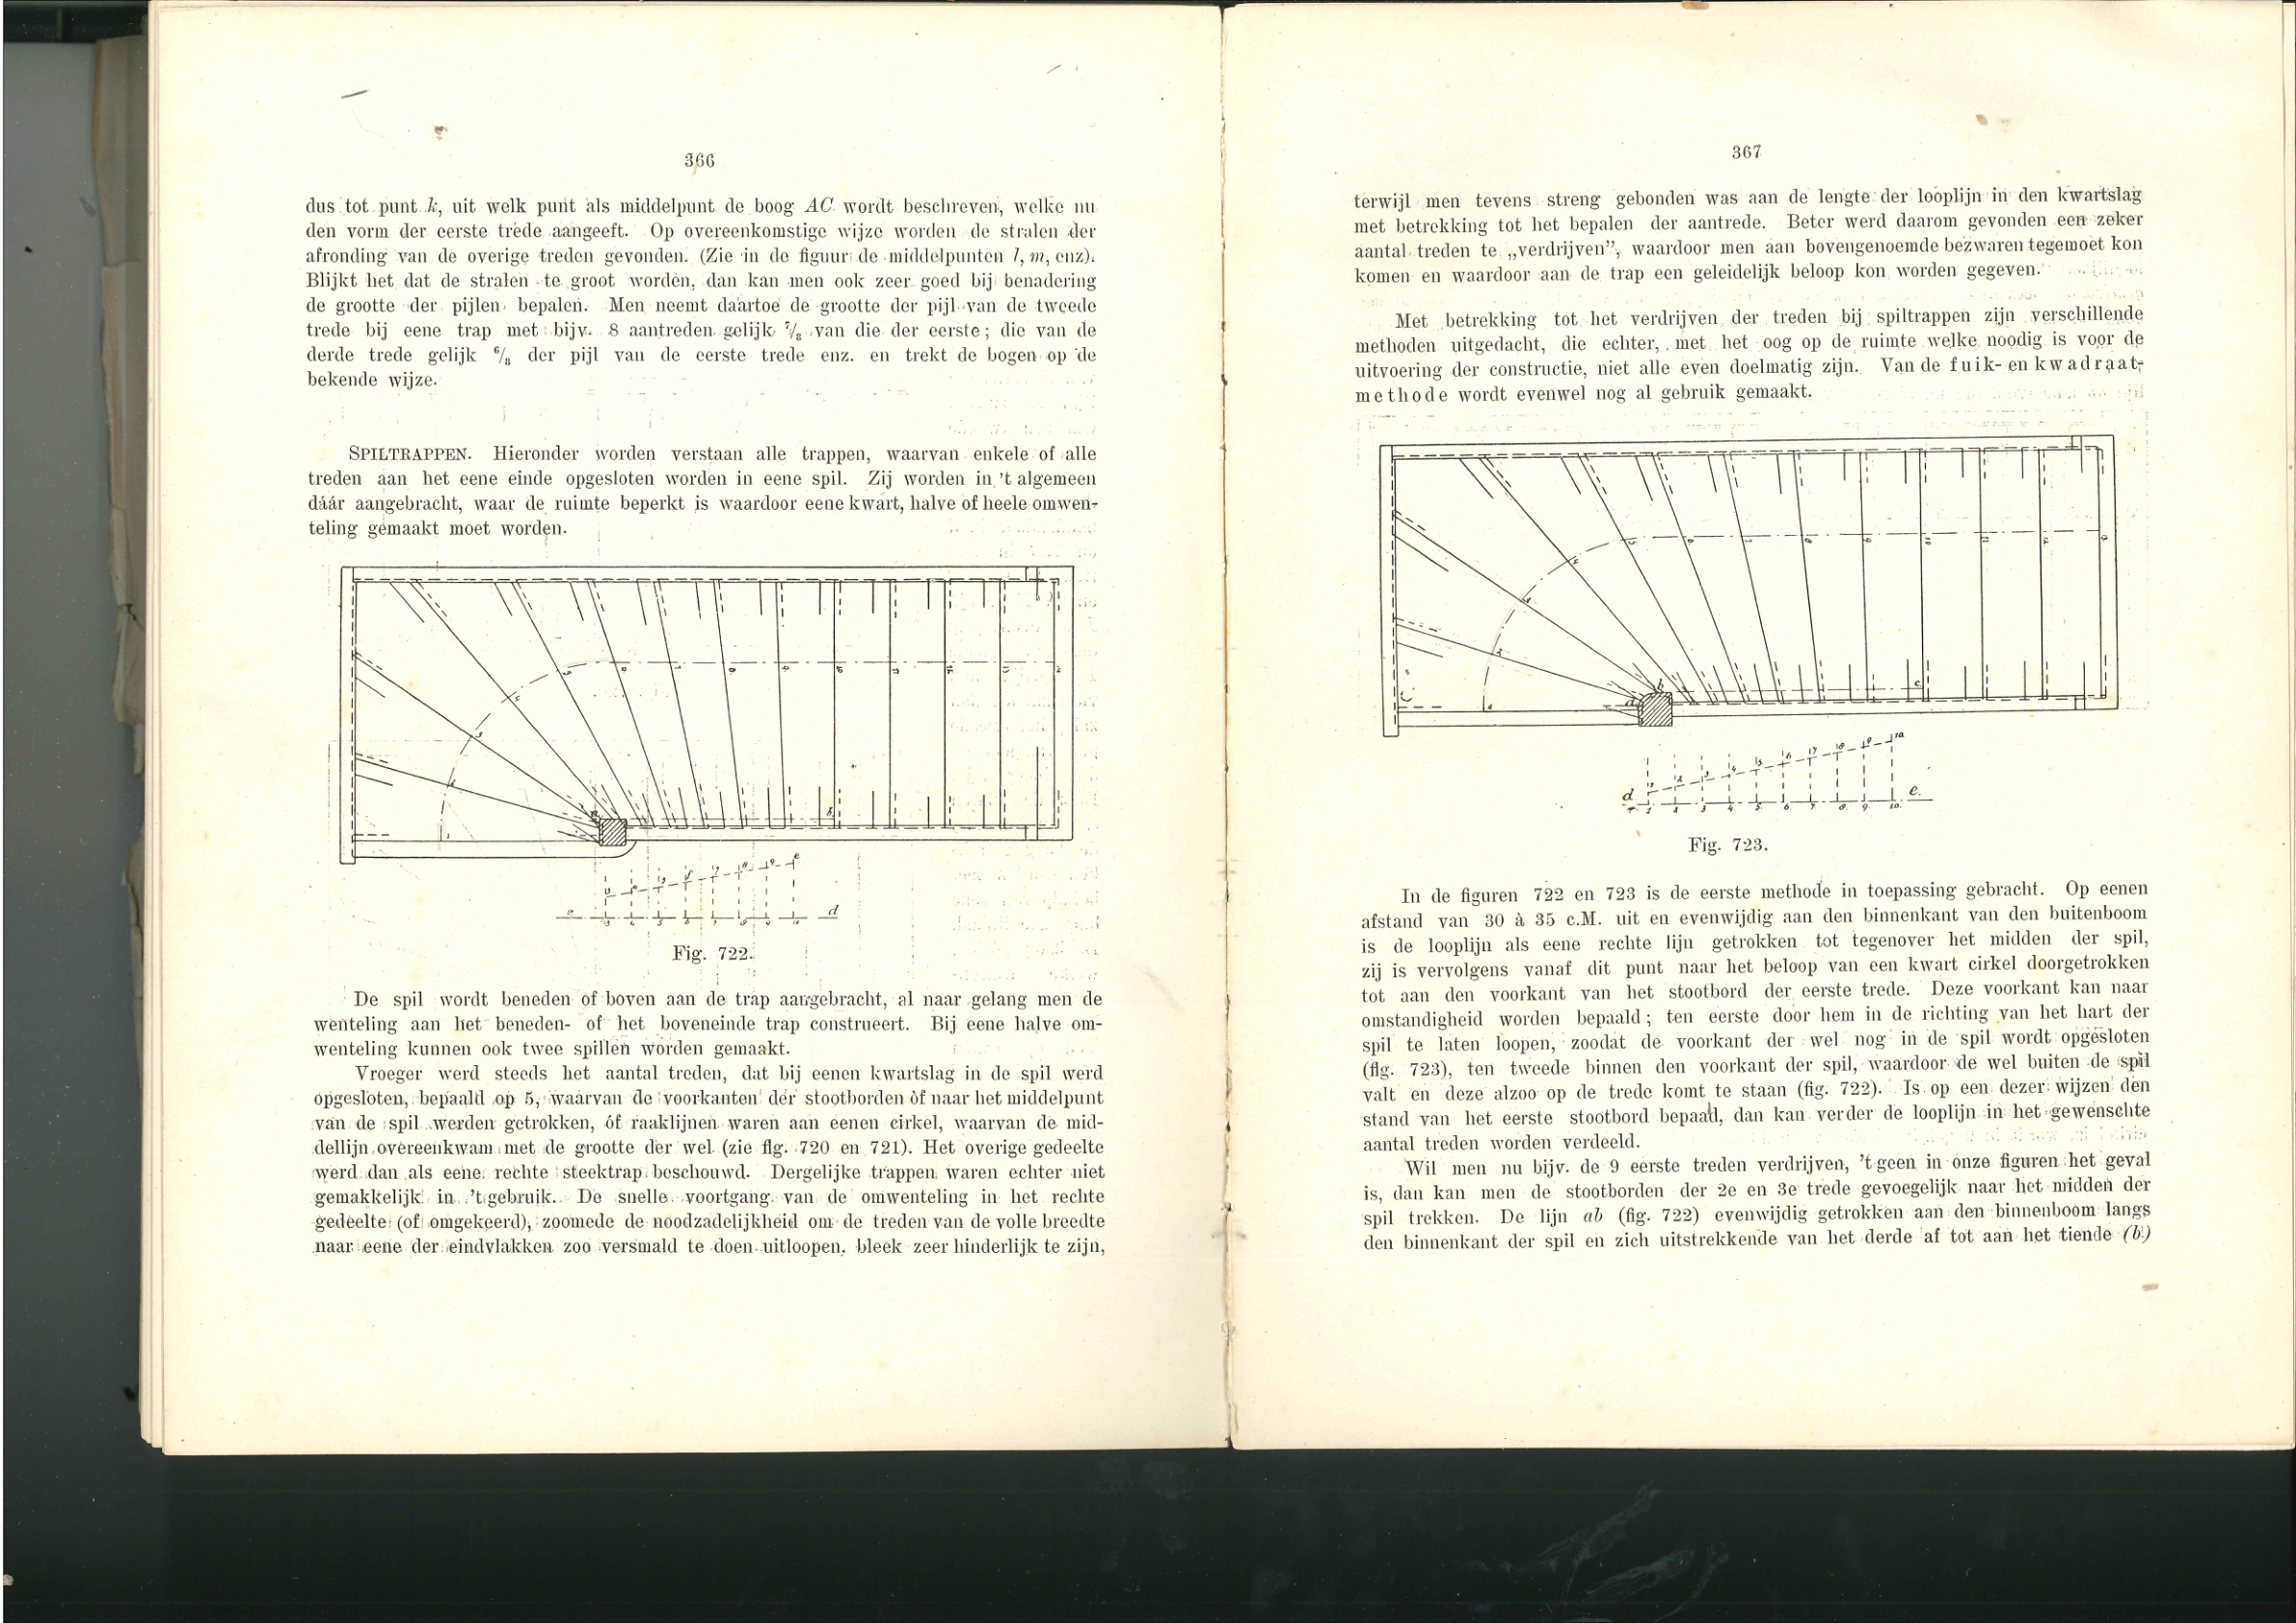 366
dus tot punt k, uit welk punt als middelpunt de boog AC wordt beschreven, welke nu
den vorm der eerste trede aangeeft. Op overeenkomstige wijze worden de stralen der
afronding van de overige treden gevonden. (Zie in de figuur de middelpunten l, m, enz).
Blijkt het dat de stralen te groot worden, dan kan men ook zeer goed bij benadering
de grootte der pijlen bepalen. Men neemt daartoe de grootte der pijl van de tweede
trede bij eene trap met bijv. 8 aantreden gelijk 7/8 van die der eerste; die van de
derde trede gelijk 6/8 der pijl van de eerste trede enz. en trekt de bogen op de
bekende wijze.
SPILTRAPPEN. Hieronder worden verstaan alle trappen, waarvan enkele of alle
treden aan het eene einde opgesloten worden in eene spil. Zij worden in 't algemeen
dáár aangebracht, waar de ruimte beperkt is waardoor eene kwart, halve of heele omwen-
teling gemaakt moet worden.
Fig. 722.
De spil wordt beneden of boven aan de trap aangebracht, al naar gelang men de
wenteling aan het beneden- of het boveneinde trap construeert. Bij eene halve om-
wenteling kunnen ook twee spillen worden gemaakt.
Vroeger werd steeds het aantal treden, dat bij eenen kwartslag in de spil werd
opgesloten, bepaald op 5, waarvan de voorkanten der stootborden òf naar het middelpunt
van de spil werden getrokken, óf raaklijnen waren aan eenen cirkel, waarvan de mid-
dellijn overeenkwam met de grootte der wel (zie fig. 720 en 721). Het overige gedeelte
werd dan als eene rechte steektrap beschouwd. Dergelijke trappen waren echter niet
gemakkelijk in 't gebruik. De snelle voortgang van de omwenteling in het rechte
gedeelte (of omgekeerd), zoomede de noodzadelijkheid om de treden van de volle breedte
naar eene der eindvlakken zoo versmald te doen uitloopen, bleek zeer hinderlijk te zijn,
367
terwijl men tevens streng gebonden was aan de lengte der looplijn in den kwartslag
met betrekking tot het bepalen der aantrede. Beter werd daarom gevonden een zeker
aantal treden te „verdrijven”, waardoor men aan bovengenoemde bezwaren tegemoet kon
komen en waardoor aan de trap een geleidelijk beloop kon worden gegeven.
Met betrekking tot het verdrijven der treden bij spiltrappen zijn verschillende
methoden uitgedacht, die echter, met het oog op de ruimte welke noodig is voor de
uitvoering der constructie, niet alle even doelmatig zijn. Van de fuik- en kwadraat-
methode wordt evenwel nog al gebruik gemaakt.
Fig. 723.
In de figuren 722 en 723 is de eerste methode in toepassing gebracht. Op eenen
afstand van 30 à 35 c.M. uit en evenwijdig aan den binnenkant van den buitenboom
is de looplijn als eene rechte lijn getrokken tot tegenover het midden der spil,
zij is vervolgens vanaf dit punt naar het beloop van een kwart cirkel doorgetrokken
tot aan den voorkant van het stootbord der eerste trede. Deze voorkant kan naar
omstandigheid worden bepaald; ten eerste door hem in de richting van het hart der
spil te laten loopen, zoodat de voorkant der wel nog in de spil wordt opgesloten
(fig. 723), ten tweede binnen den voorkant der spil, waardoor de wel buiten de spil
valt en deze alzoo op de trede komt te staan (fig. 722). Is op een dezer wijzen den
stand van het eerste stootbord bepaald, dan kan verder de looplijn in het gewenschte
aantal treden worden verdeeld.
Wil men nu bijv. de 9 eerste treden verdrijven, 't geen in onze figuren het geval
is, dan kan men de stootborden der 2e en 3e trede gevoegelijk naar het midden der
spil trekken. De lijn ab (fig. 722) evenwijdig getrokken aan den binnenboom langs
den binnenkant der spil en zich uitstrekkende van het derde af tot aan het tiende (b)